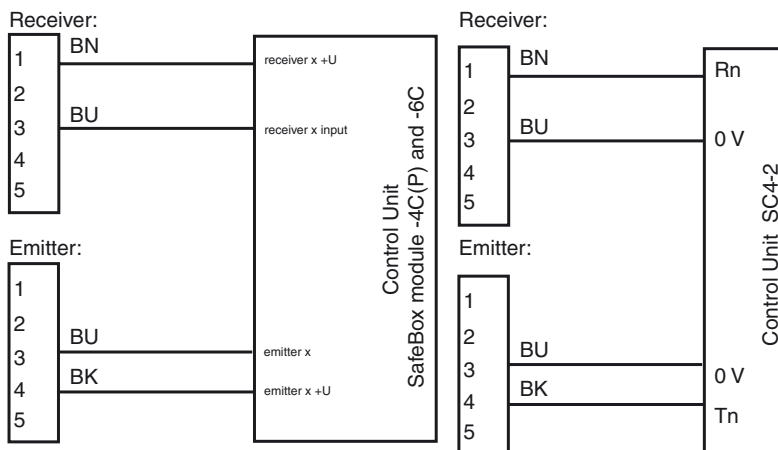 Receiver:
1
2
3
4
5
BN
BU
receiver x +U
receiver x input
Emitter:
1
2
3
4
5
BU
BK
emitter x
emitter x +U
Control Unit
SafeBox module -4C(P) and -6C
Receiver:
1
2
3
4
5
BN
BU
Rn
0 V
Emitter:
1
2
3
4
5
BU
BK
0 V
Tn
Control Unit SC4-2